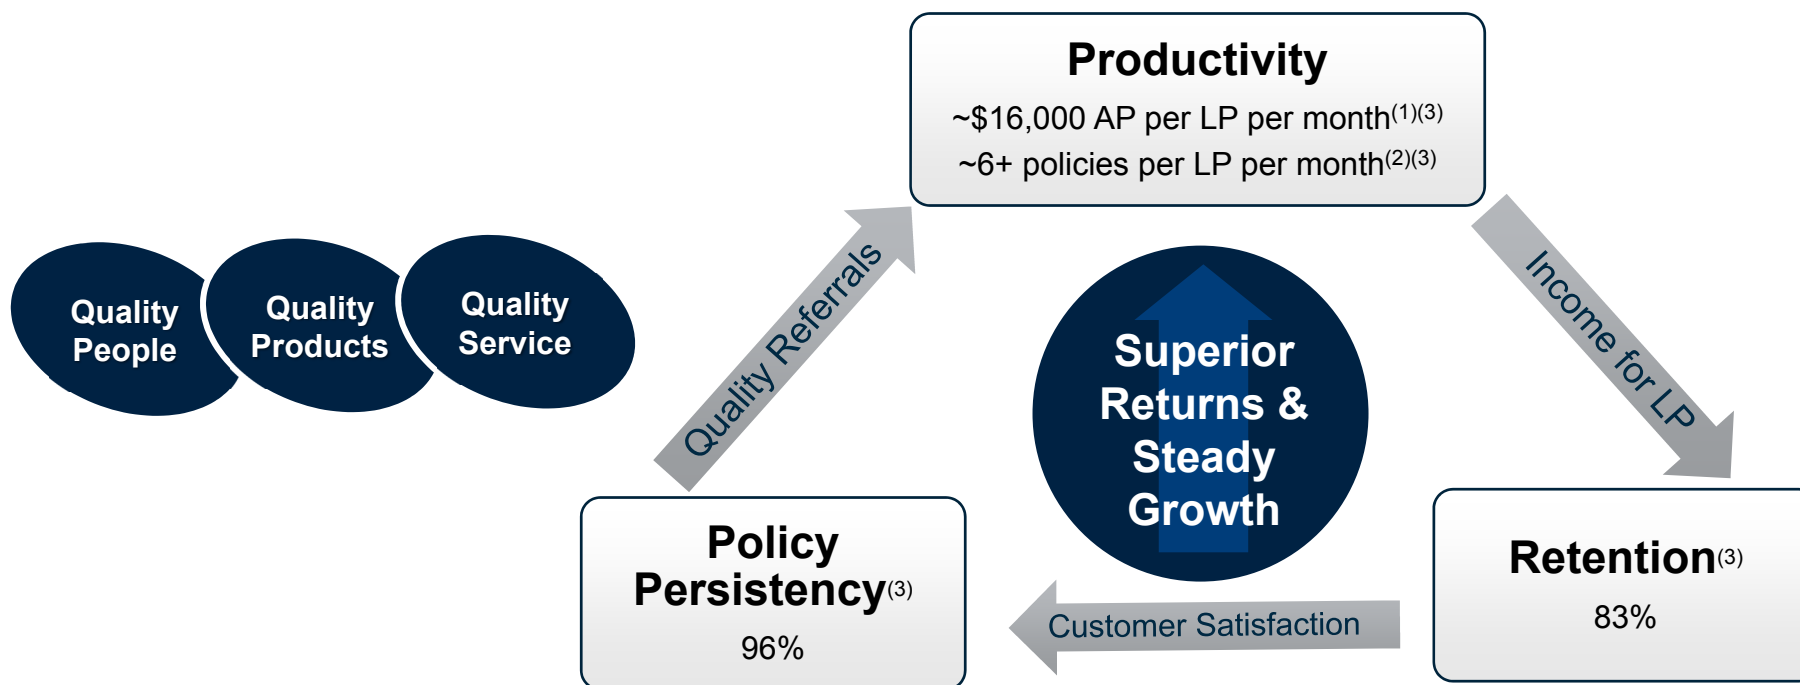 Productivity
~$16,000 AP per LP per month(1)(3)
~6+ policies per LP per month(2)(3)
Quality
People
Quality
Products
Quality
Service
Quality Referrals
Income for LP
Superior
Returns &
Steady
Growth
Policy
Persistency(3)
96%
Customer Satisfaction
Retention(3)
83%